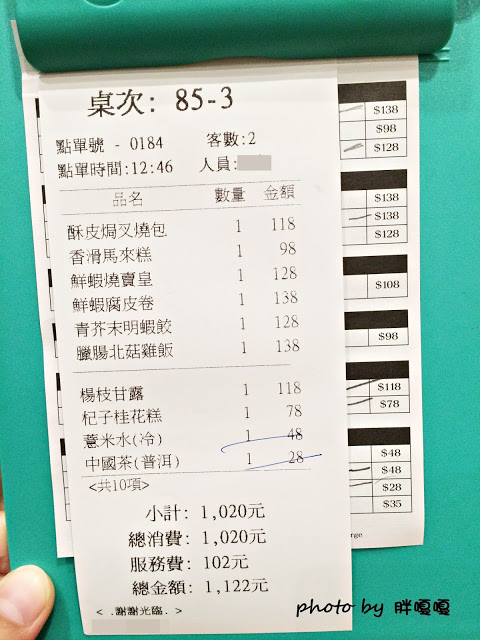 桌次: 85-3
點單號 - 0184 客數:2
點單時間:12:46 人員:
品名 數量 金額
酥皮焗叉燒包 1 118
香滑馬來糕 1 98
鮮蝦燒賣皇 1 128
鮮蝦腐皮卷 1 138
青芥末明蝦餃 1 128
臘腸北菇雞飯 1 138
楊枝甘露 1 118
杞子桂花糕 1 78
薏米水(冷) 1 48
中國茶(普洱) 1 28
<共10項>
小計: 1,020元
總消費: 1,020元
服務費: 102元
總金額: 1,122元
< .謝謝光臨. >
$138
$98
$128
$138
$138
$128
$108
$98
$118
$78
$48
$48
$28
$35
photo by 胖嘎嘎